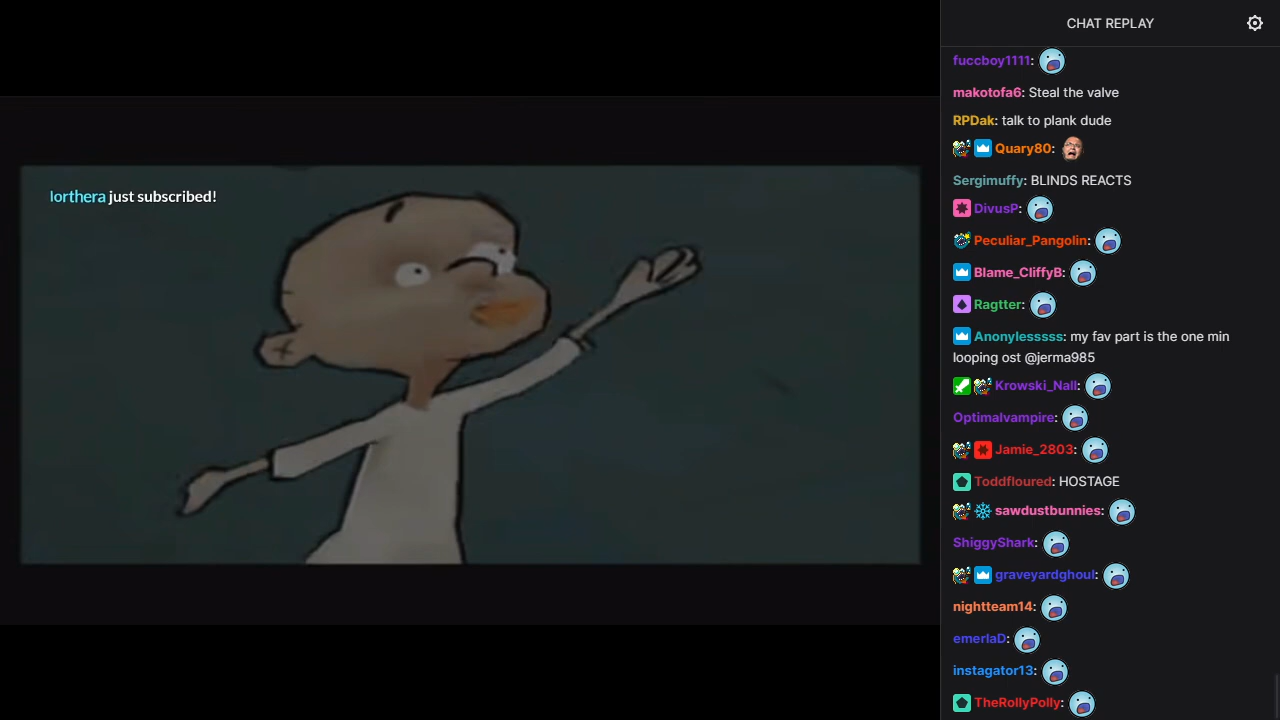 lorthera just subscribed!
CHAT REPLAY
fuccboy1111:
makotofa6: Steal the valve
RPDak: talk to plank dude
Quary80:
Sergimuffy: BLINDS REACTS
DivusP:
Peculiar_Pangolin:
Blame_CliffyB:
Ragtter:
Anonylesssss: my fav part is the one min
looping ost @jerma985
Krowski_Nall:
Optimalvampire:
Jamie_2803:
Toddfloured: HOSTAGE
sawdustbunnies:
ShiggyShark:
graveyardghoul:
nightteam14:
emerlaD:
instagator13:
TheRollyPolly: